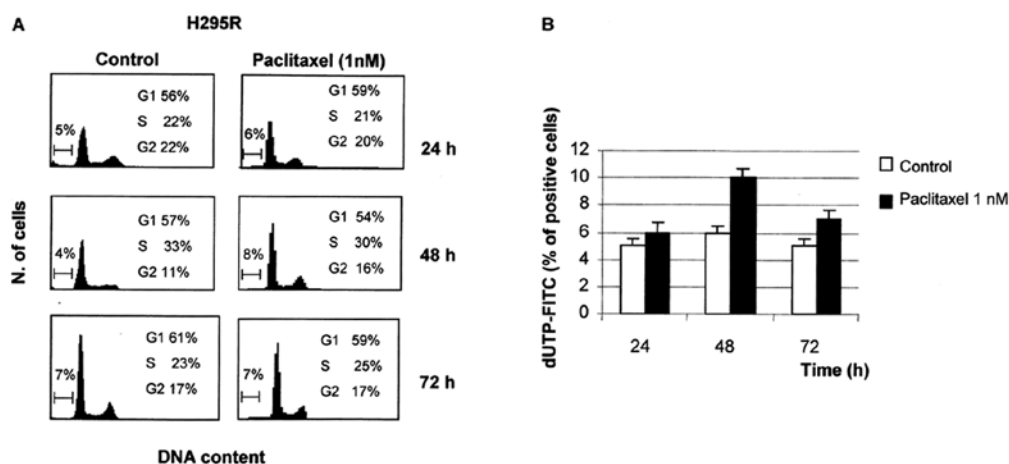 A
H295R
Control
Paclitaxel (1nM)
5%
G1 56%
S 22%
G2 22%
6%
G1 59%
S 21%
G2 20%
24 h
4%
G1 57%
S 33%
G2 11%
8%
G1 54%
S 30%
G2 16%
48 h
7%
G1 61%
S 23%
G2 17%
7%
G1 59%
S 25%
G2 17%
72 h
N. of cells
DNA content
B
dUTP-FITC (% of positive cells)
12
10
8
6
4
2
0
24 48 72
Time (h)
Control
Paclitaxel 1 nM